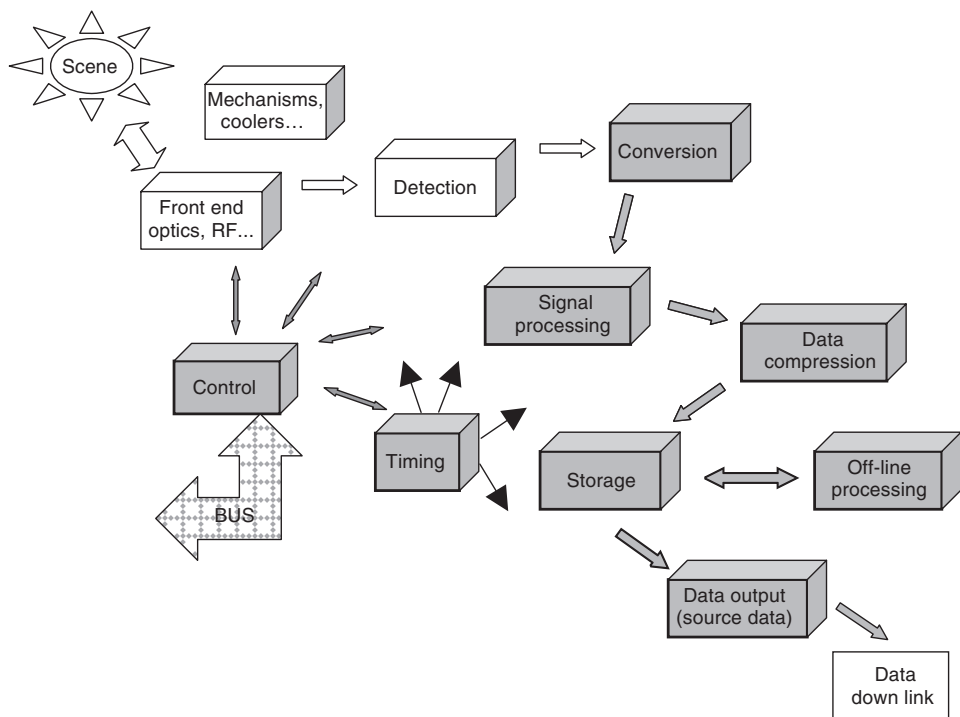 Scene
Mechanisms,
coolers...
Conversion
Detection
Front end
optics, RF...
Signal
processing
Data
compression
Control
Timing
Storage
Off-line
processing
BUS
Data output
(source data)
Data
down link